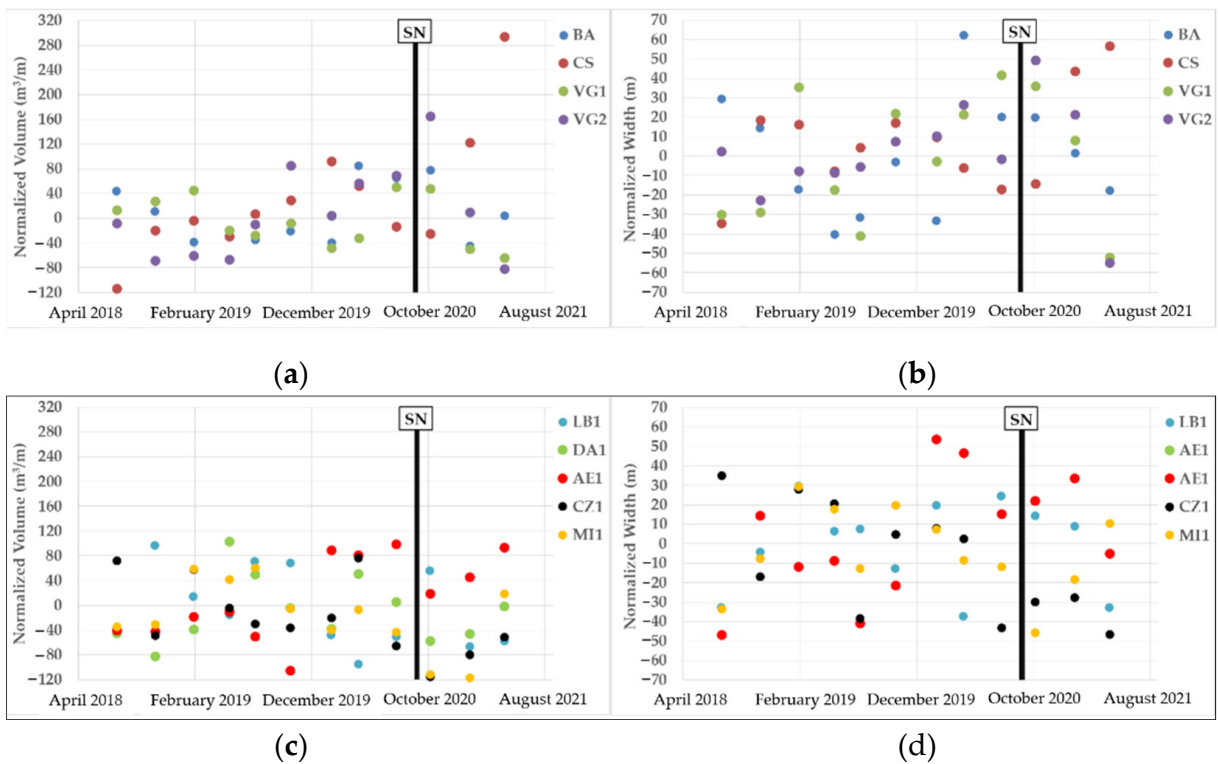 Normalized Volume (m³/m)
320
280
240
200
160
120
80
40
0
−40
−80
−120
April 2018 February 2019 December 2019 October 2020 August 2021
SN
BA
CS
VG1
VG2
(a)
Normalized Width (m)
70
60
50
40
30
20
10
0
−10
−20
−30
−40
−50
−60
−70
April 2018 February 2019 December 2019 October 2020 August 2021
SN
BA
CS
VG1
VG2
(b)
Normalized Volume (m³/m)
320
280
240
200
160
120
80
40
0
−40
−80
−120
April 2018 February 2019 December 2019 October 2020 August 2021
SN
LB1
DA1
AE1
CZ1
MI1
(c)
Normalized Width (m)
70
60
50
40
30
20
10
0
−10
−20
−30
−40
−50
−60
−70
April 2018 February 2019 December 2019 October 2020 August 2021
SN
LB1
AE1
AE1
CZ1
MI1
(d)